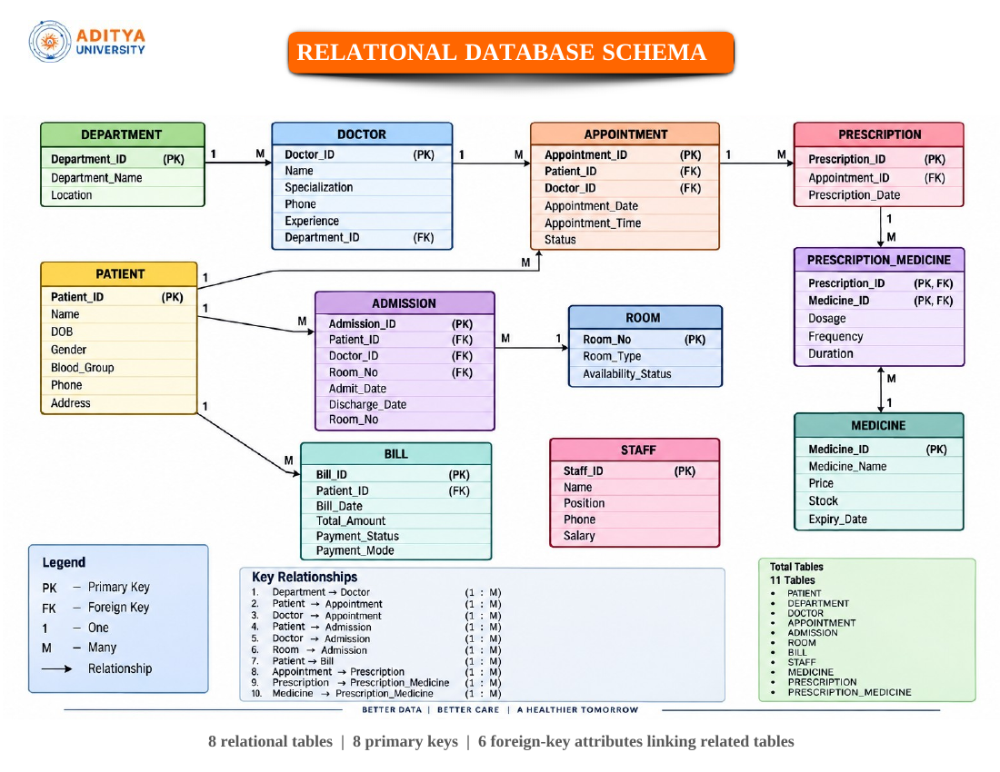 ADITYA
UNIVERSITY
RELATIONAL DATABASE SCHEMA
DEPARTMENT
Department_ID (PK)
Department_Name
Location
1 M
DOCTOR
Doctor_ID (PK)
Name
Specialization
Phone
Experience
Department_ID (FK)
1 M
APPOINTMENT
Appointment_ID (PK)
Patient_ID (FK)
Doctor_ID (FK)
Appointment_Date
Appointment_Time
Status
1 M
PRESCRIPTION
Prescription_ID (PK)
Appointment_ID (FK)
Prescription_Date
1
M
PATIENT
Patient_ID (PK)
Name
DOB
Gender
Blood_Group
Phone
Address
1 M
1 M
1 M
ADMISSION
Admission_ID (PK)
Patient_ID (FK)
Doctor_ID (FK)
Room_No (FK)
Admit_Date
Discharge_Date
Room_No
M 1
ROOM
Room_No (PK)
Room_Type
Availability_Status
PRESCRIPTION_MEDICINE
Prescription_ID (PK, FK)
Medicine_ID (PK, FK)
Dosage
Frequency
Duration
M
1
BILL
Bill_ID (PK)
Patient_ID (FK)
Bill_Date
Total_Amount
Payment_Status
Payment_Mode
STAFF
Staff_ID (PK)
Name
Position
Phone
Salary
MEDICINE
Medicine_ID (PK)
Medicine_Name
Price
Stock
Expiry_Date
Legend
PK – Primary Key
FK – Foreign Key
1 – One
M – Many
→ Relationship
Key Relationships
1. Department → Doctor (1 : M)
2. Patient → Appointment (1 : M)
3. Doctor → Appointment (1 : M)
4. Patient → Admission (1 : M)
5. Doctor → Admission (1 : M)
6. Room → Admission (1 : M)
7. Patient → Bill (1 : M)
8. Appointment → Prescription (1 : M)
9. Prescription → Prescription_Medicine (1 : M)
10. Medicine → Prescription_Medicine (1 : M)
Total Tables
11 Tables
• PATIENT
• DEPARTMENT
• DOCTOR
• APPOINTMENT
• ADMISSION
• ROOM
• BILL
• STAFF
• MEDICINE
• PRESCRIPTION
• PRESCRIPTION_MEDICINE
BETTER DATA | BETTER CARE | A HEALTHIER TOMORROW
8 relational tables | 8 primary keys | 6 foreign-key attributes linking related tables